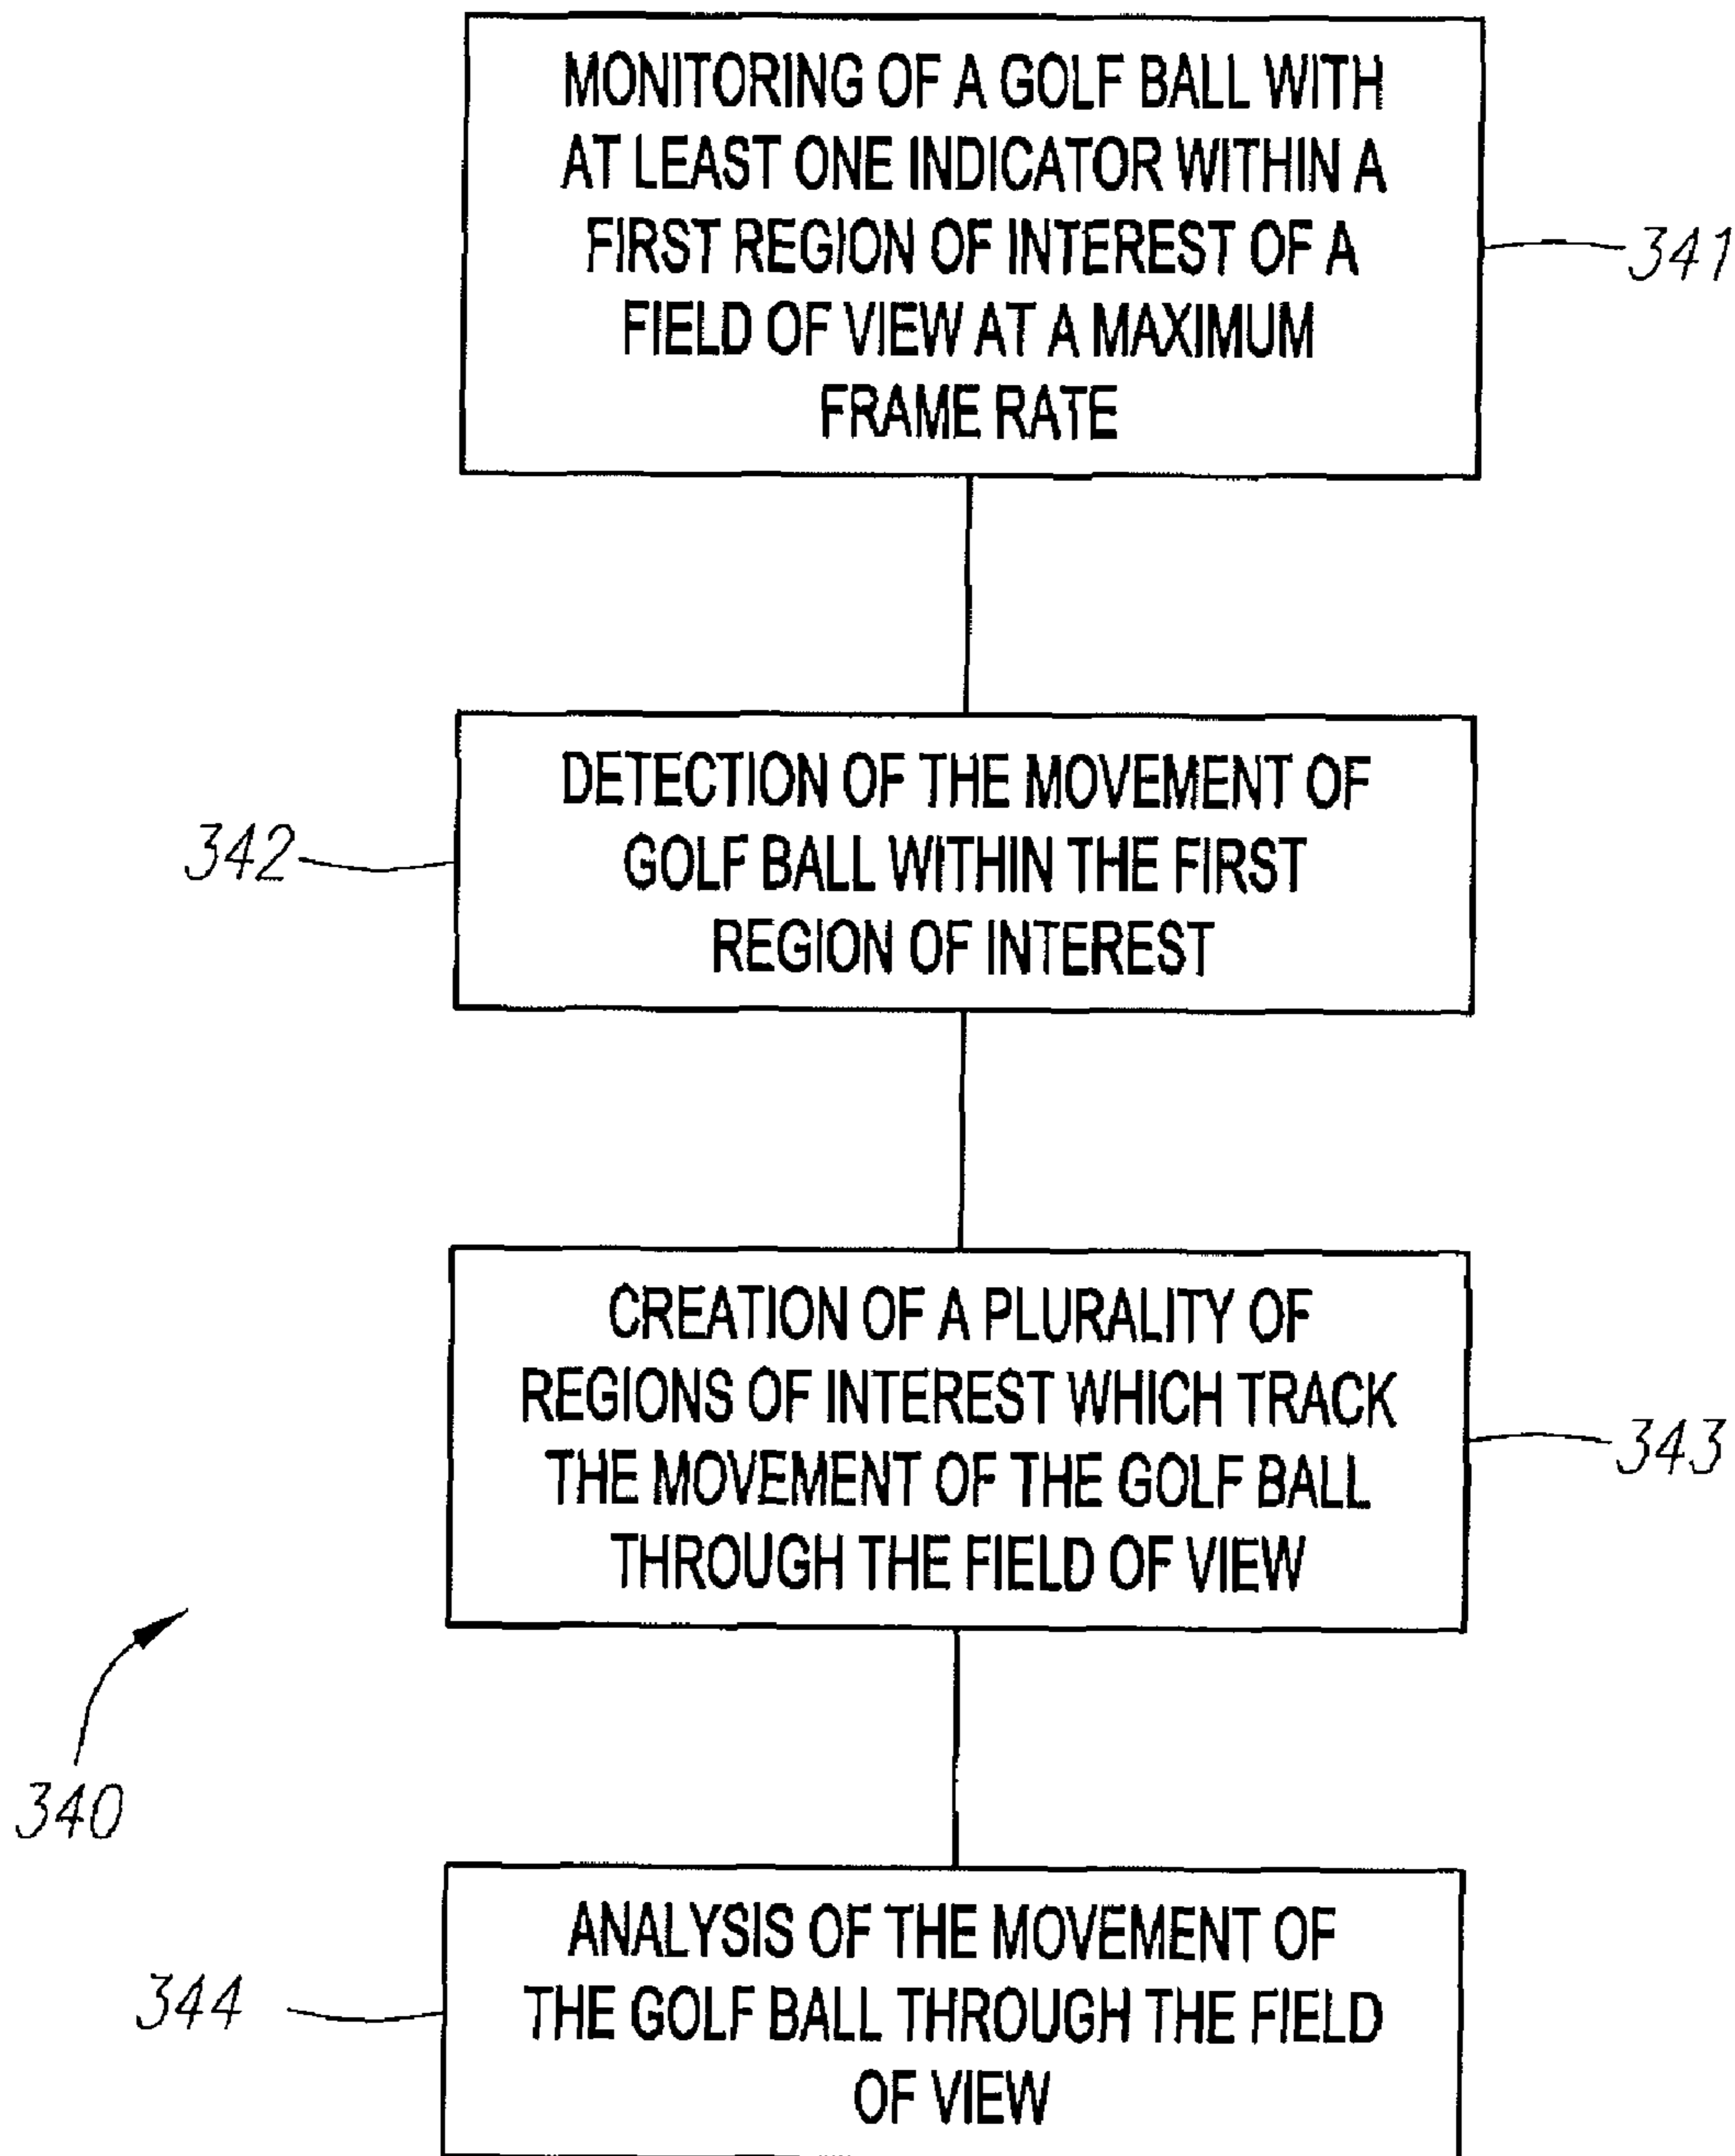 MONITORING OF A GOLF BALL WITH
AT LEAST ONE INDICATOR WITHIN A
FIRST REGION OF INTEREST OF A
FIELD OF VIEW AT A MAXIMUM
FRAME RATE
341
DETECTION OF THE MOVEMENT OF
GOLF BALL WITHIN THE FIRST
REGION OF INTEREST
342
CREATION OF A PLURALITY OF
REGIONS OF INTEREST WHICH TRACK
THE MOVEMENT OF THE GOLF BALL
THROUGH THE FIELD OF VIEW
343
340
ANALYSIS OF THE MOVEMENT OF
THE GOLF BALL THROUGH THE FIELD
OF VIEW
344